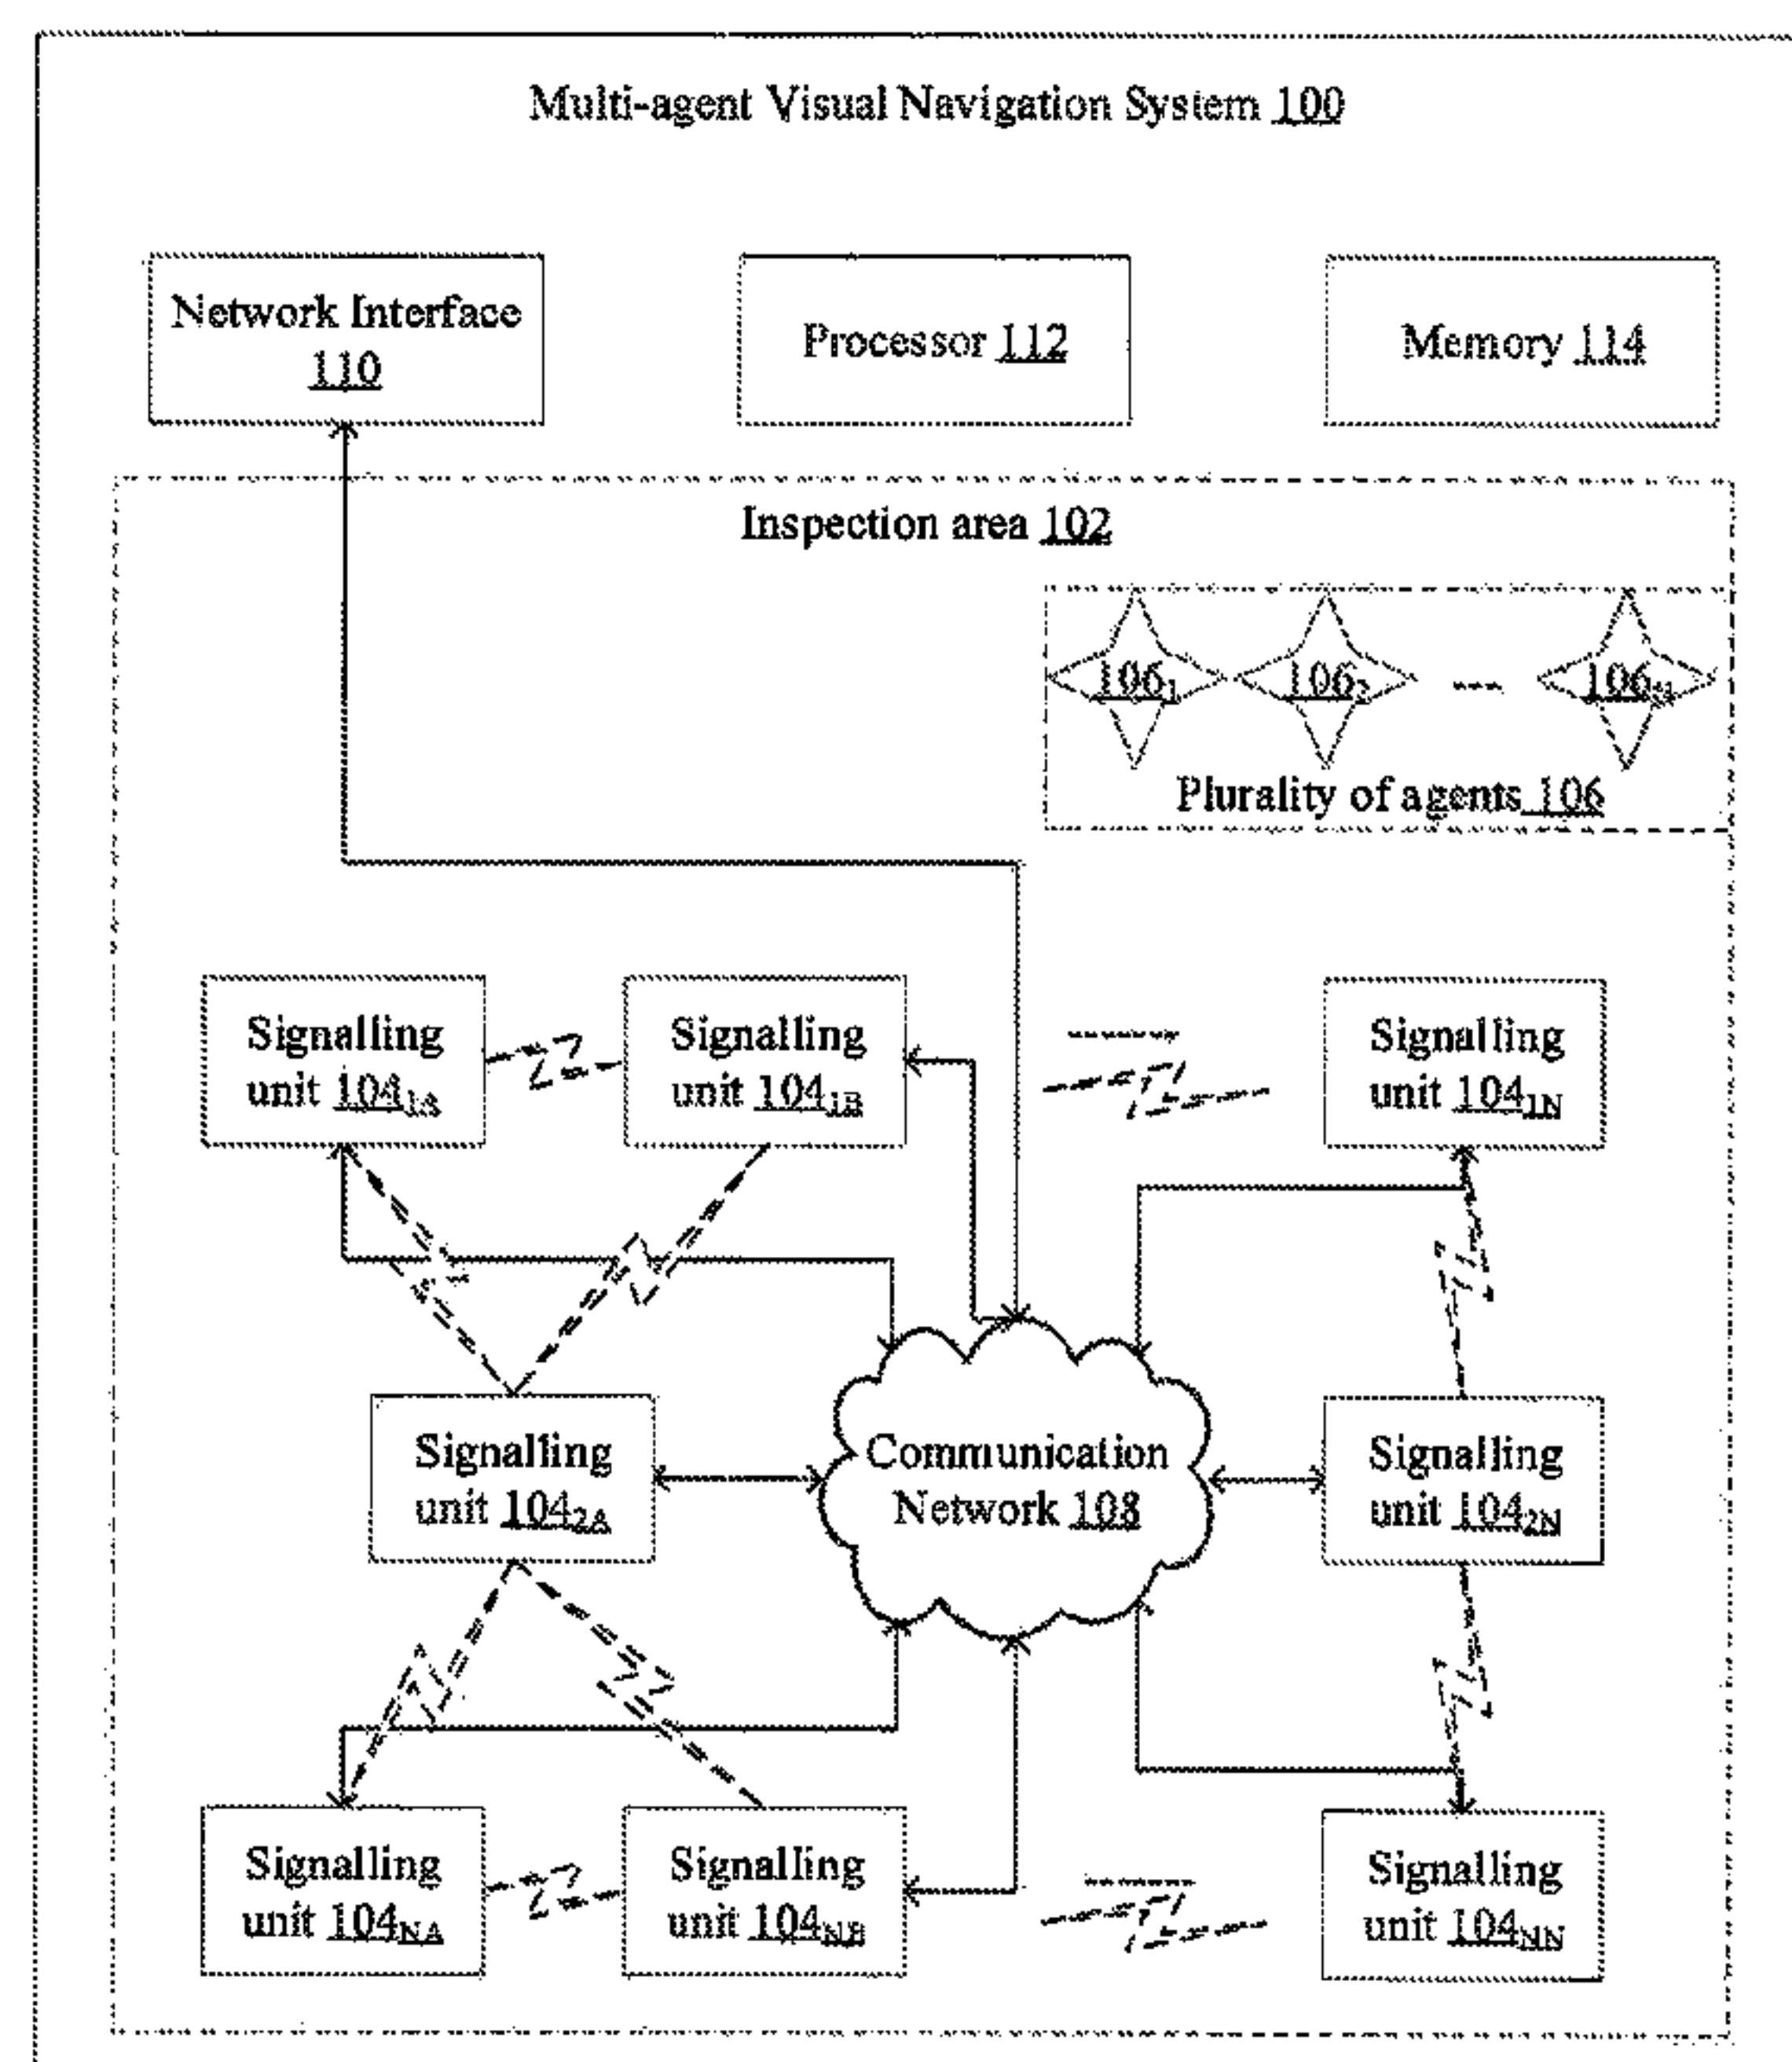 Multi-agent Visual Navigation System 100
Network Interface
110
Processor 112
Memory 114
Inspection area 102
106₁ 106₂ 106ₙ
Plurality of agents 106
Signalling
unit 104₁A
Signalling
unit 104₁B
Signalling
unit 104₁N
Signalling
unit 104₂A
Communication
Network 108
Signalling
unit 104₂N
Signalling
unit 104NA
Signalling
unit 104NB
Signalling
unit 104NN